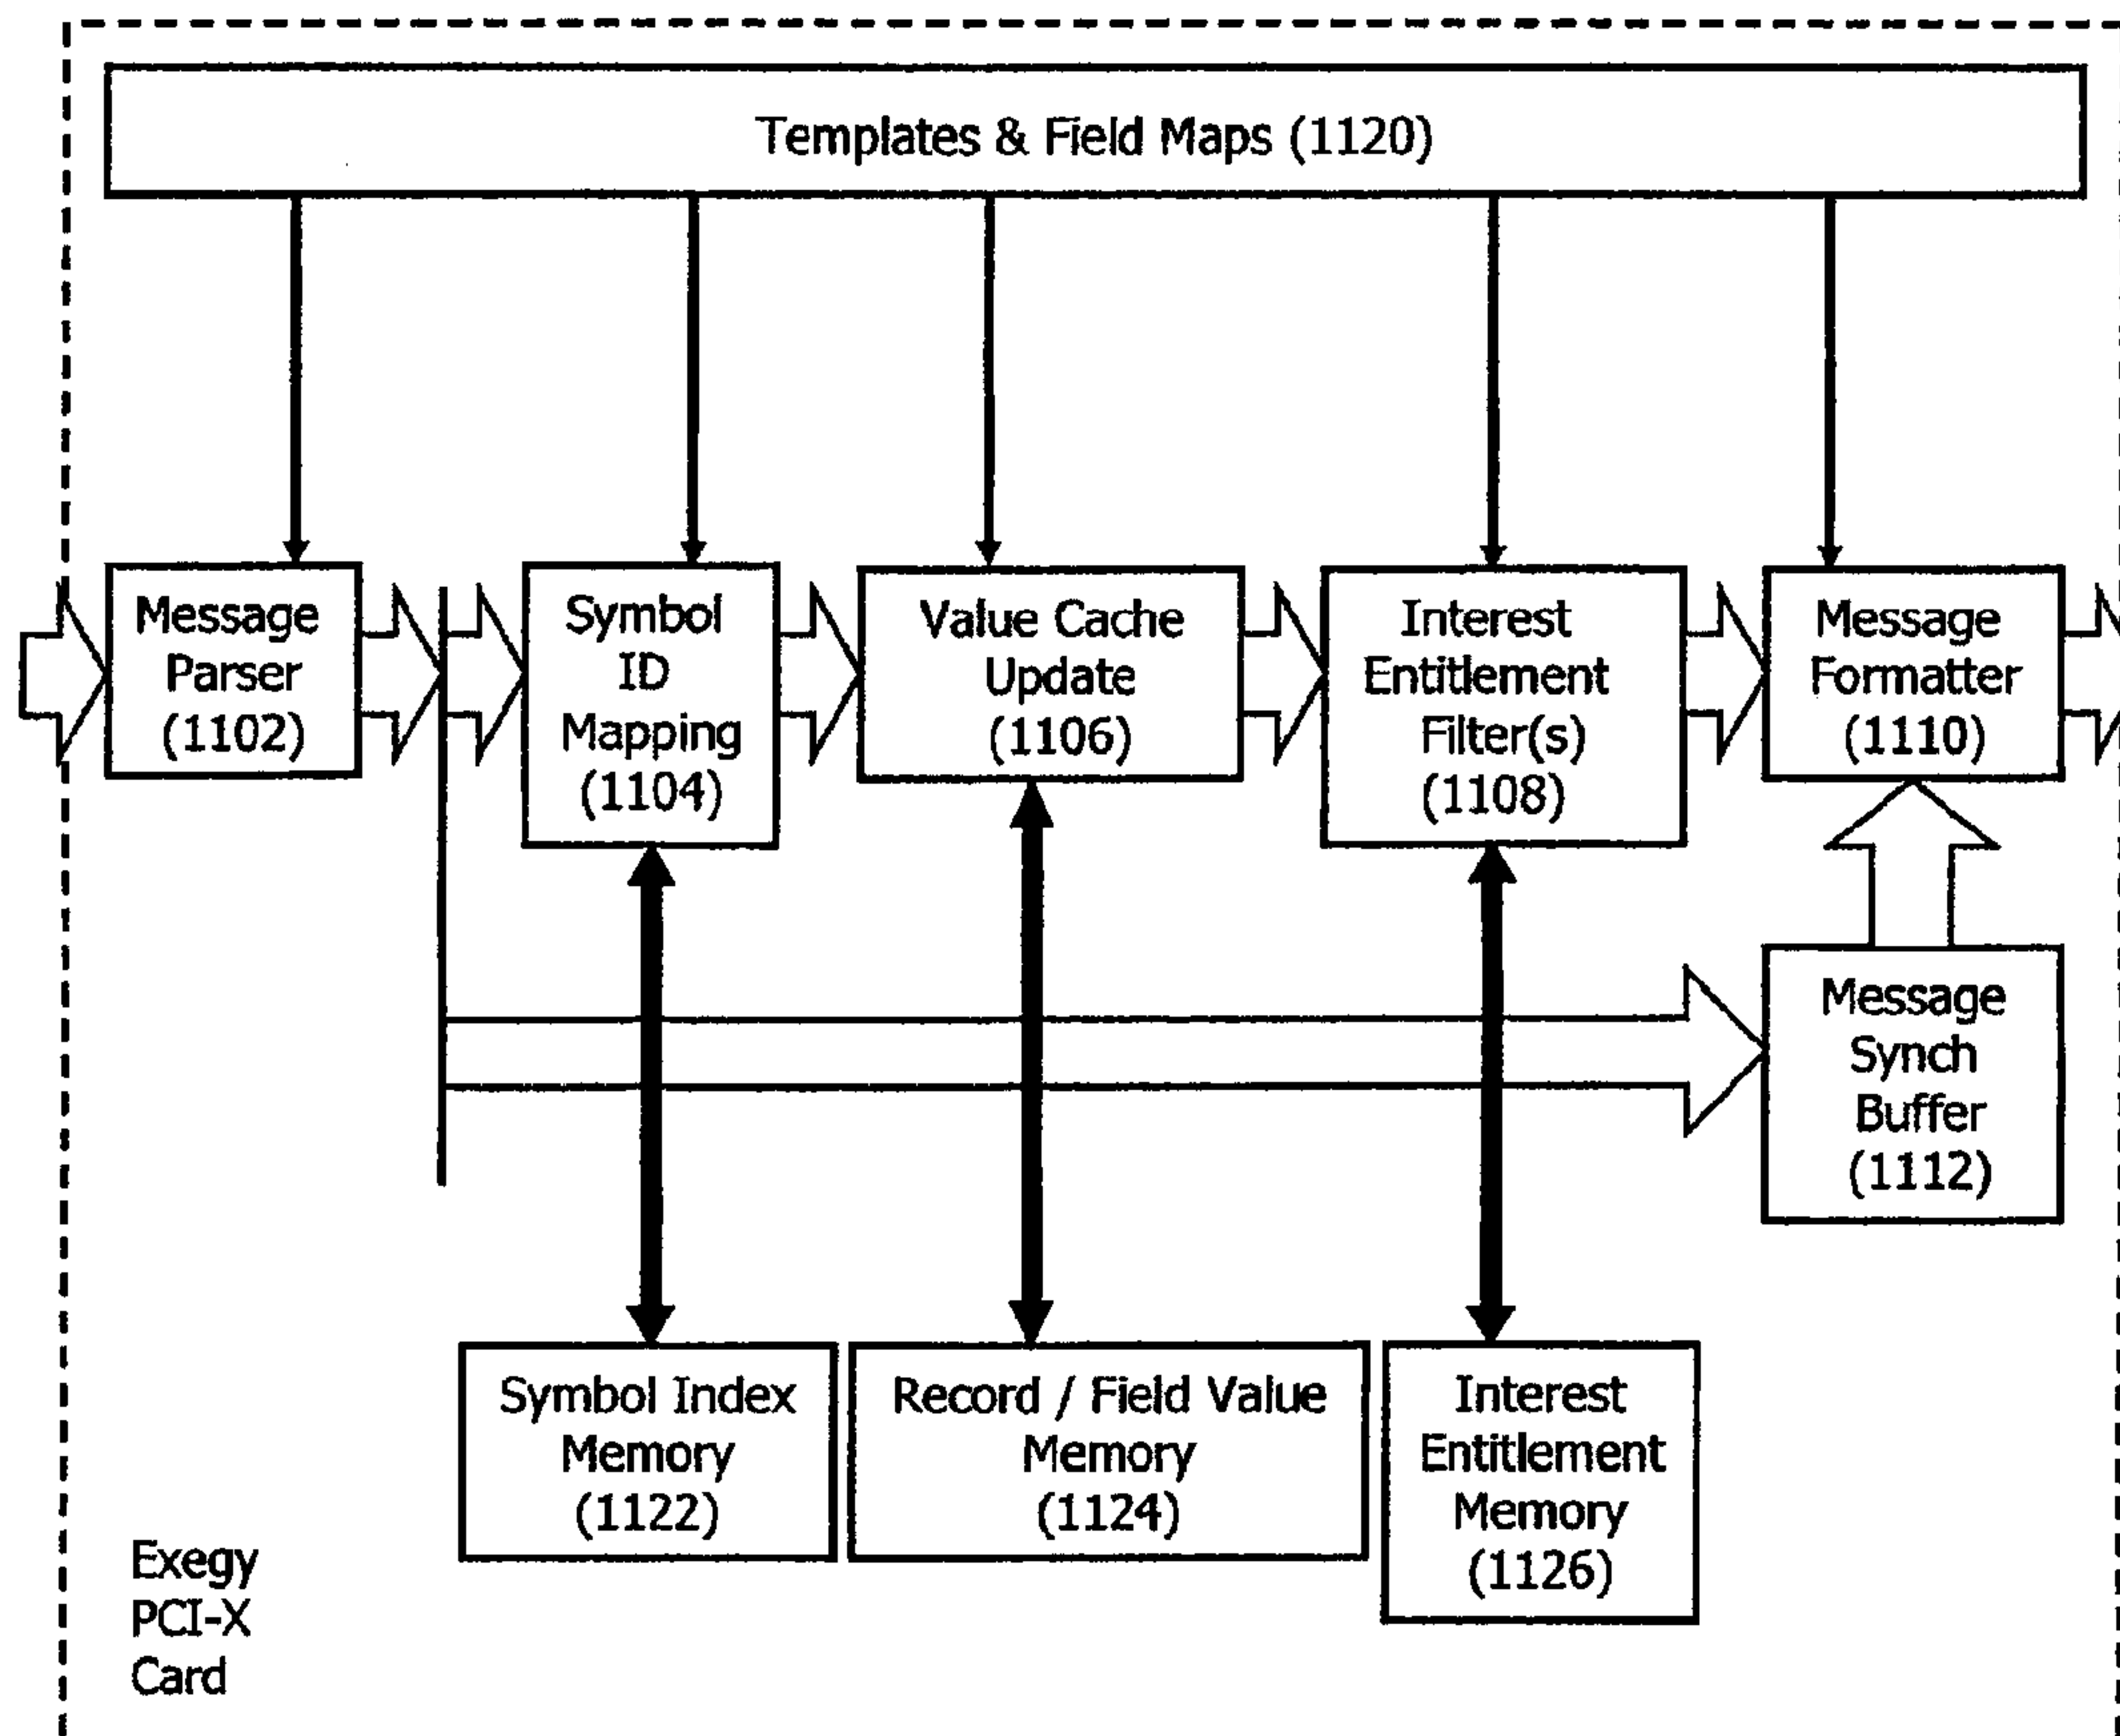 Templates & Field Maps (1120)
Message
Parser
(1102)
Symbol
ID
Mapping
(1104)
Value Cache
Update
(1106)
Interest
Entitlement
Filter(s)
(1108)
Message
Formatter
(1110)
Message
Synch
Buffer
(1112)
Symbol Index
Memory
(1122)
Record / Field Value
Memory
(1124)
Interest
Entitlement
Memory
(1126)
Exegy
PCI-X
Card